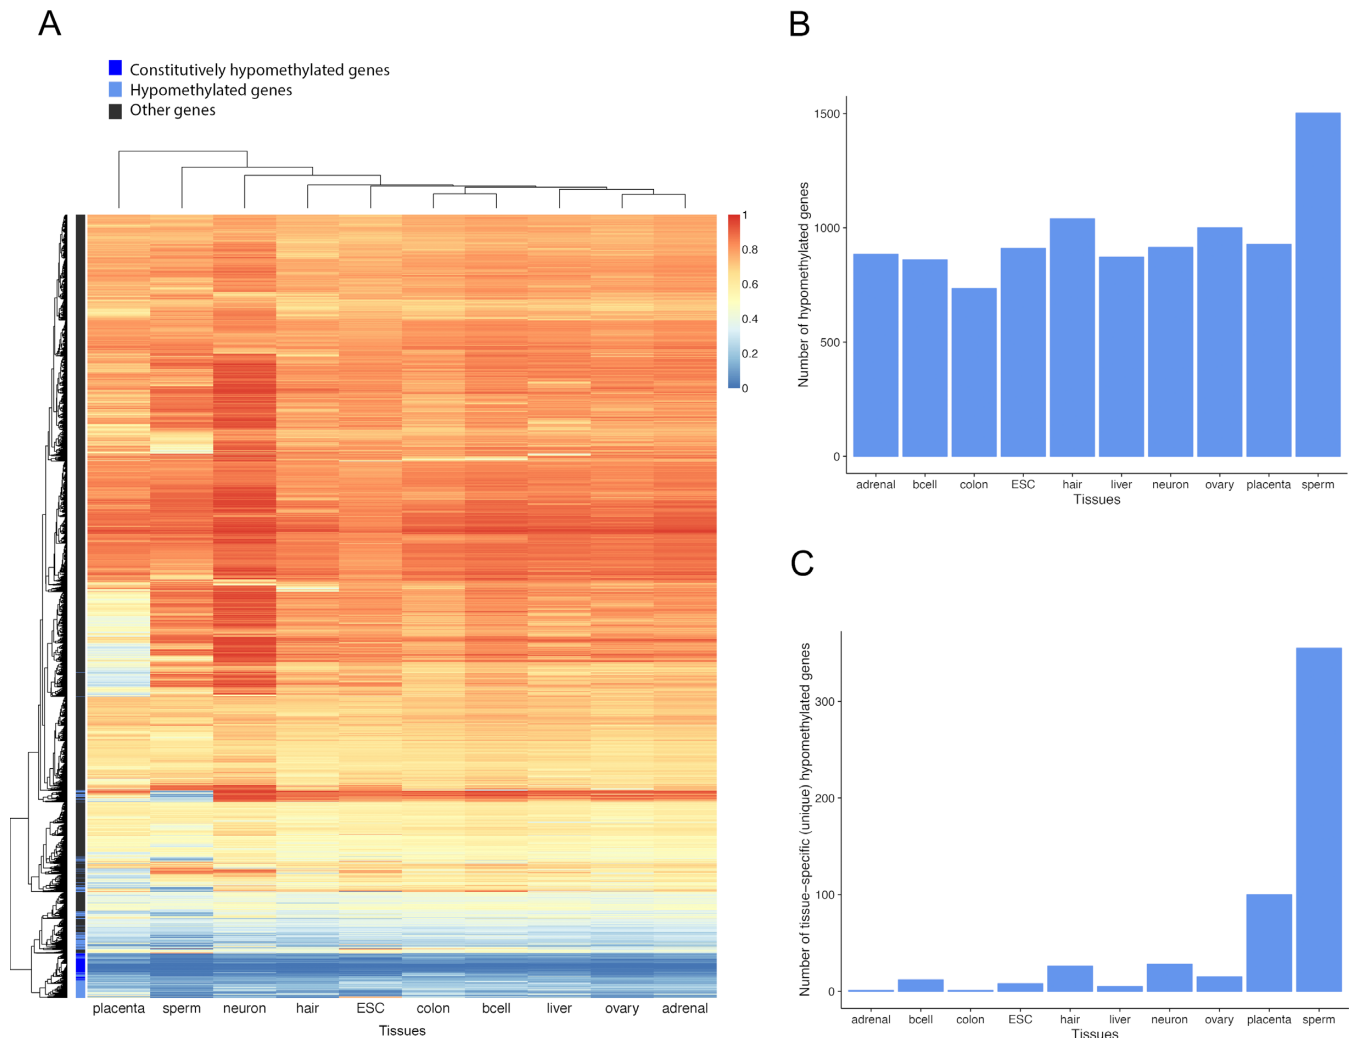 A
Constitutively hypomethylated genes
Hypomethylated genes
Other genes
1
0.8
0.6
0.4
0.2
0
placenta sperm neuron hair ESC colon bcell liver ovary adrenal
Tissues
B
Number of hypomethylated genes
1500
1000
500
0
adrenal bcell colon ESC hair liver neuron ovary placenta sperm
Tissues
C
Number of tissue-specific (unique) hypomethylated genes
300
200
100
0
adrenal bcell colon ESC hair liver neuron ovary placenta sperm
Tissues